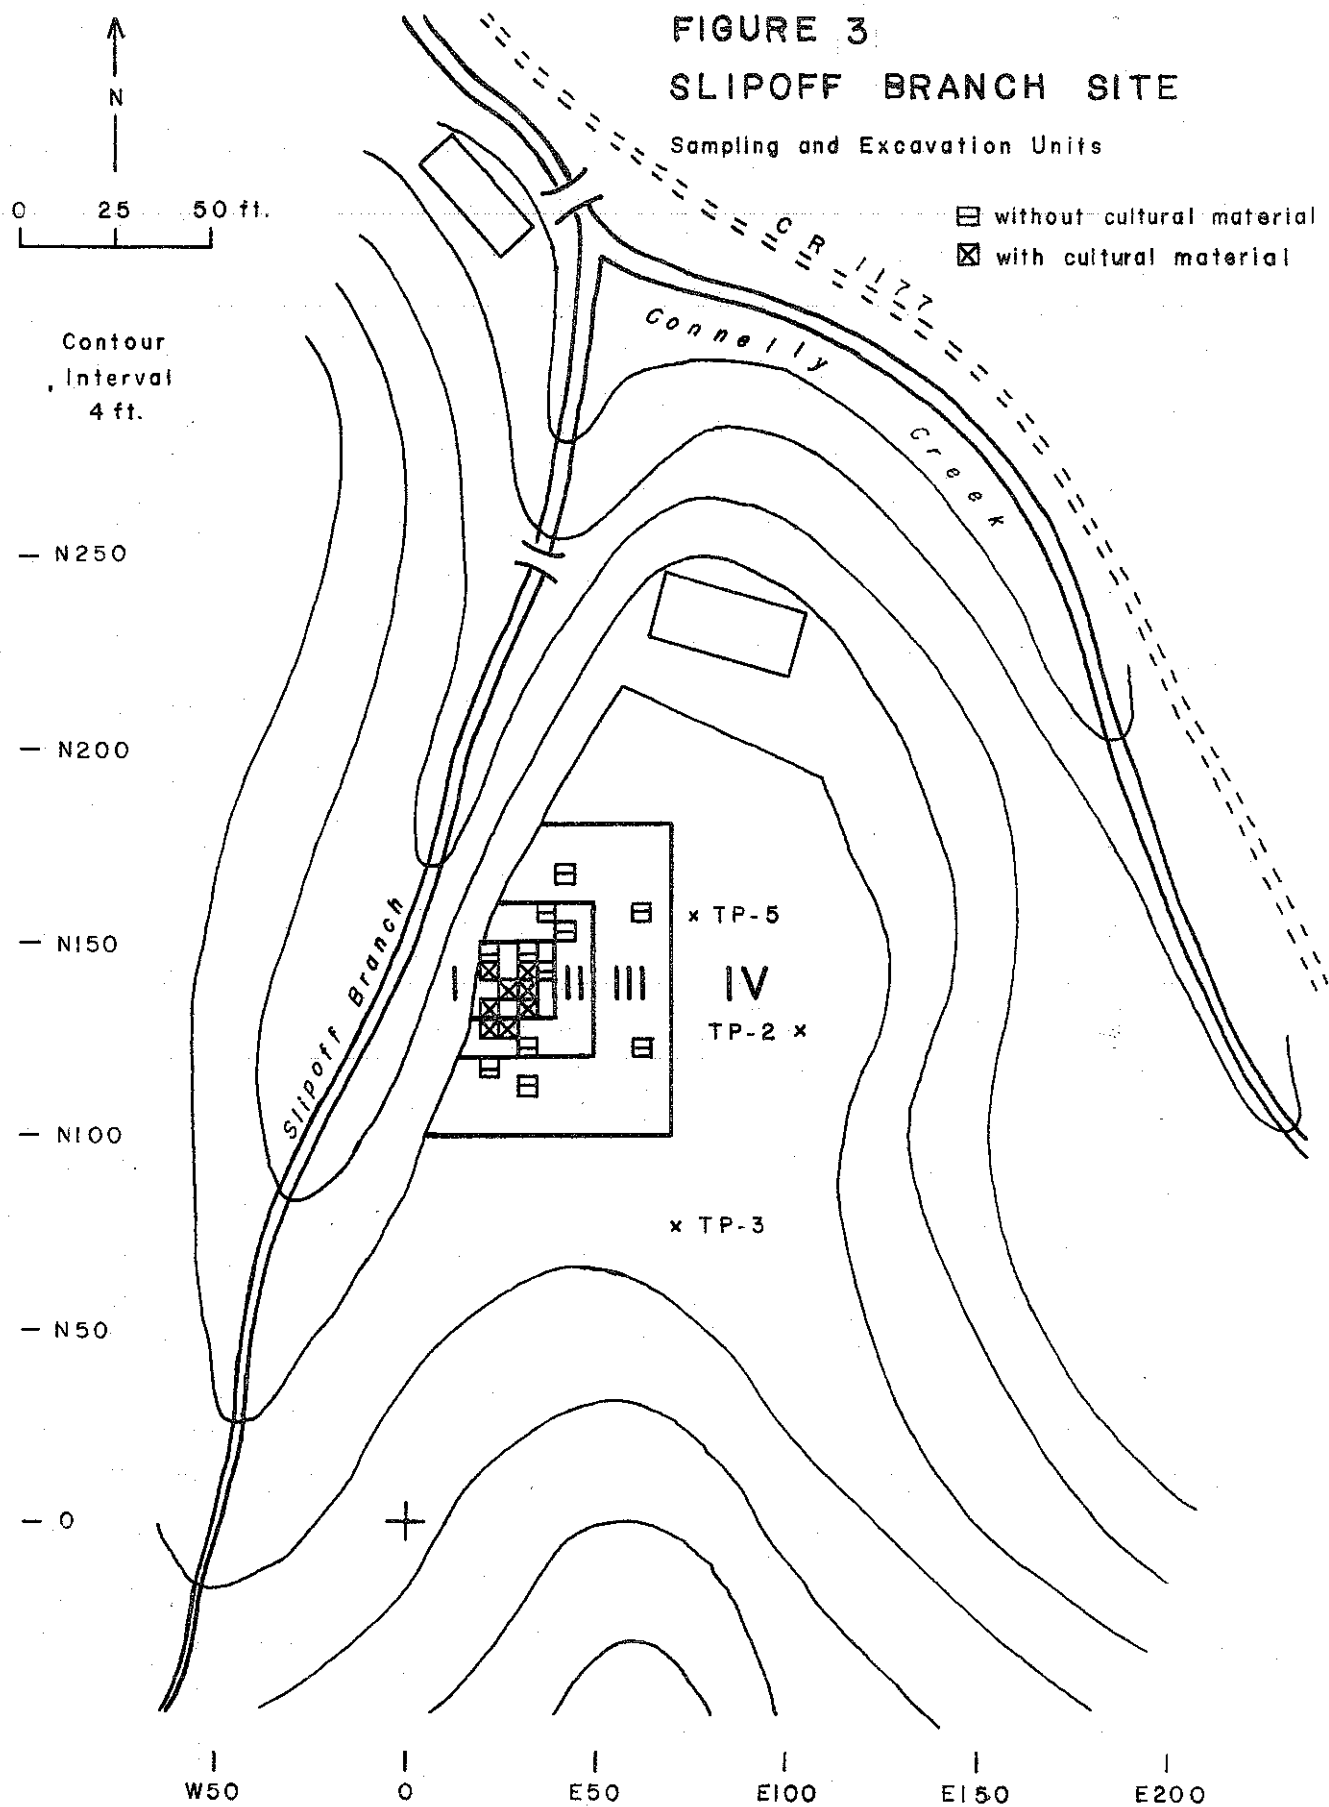 FIGURE 3
SLIPOFF BRANCH SITE
Sampling and Excavation Units
N
0 25 50 ft.
without cultural material
with cultural material
CR 1177
Connelly Creek
Contour
Interval
4 ft.
N250
N200
Slipoff Branch
TP-5
N150
I II III IV
TP-2
N100
TP-3
N50
0
W50 0 E50 E100 E150 E200